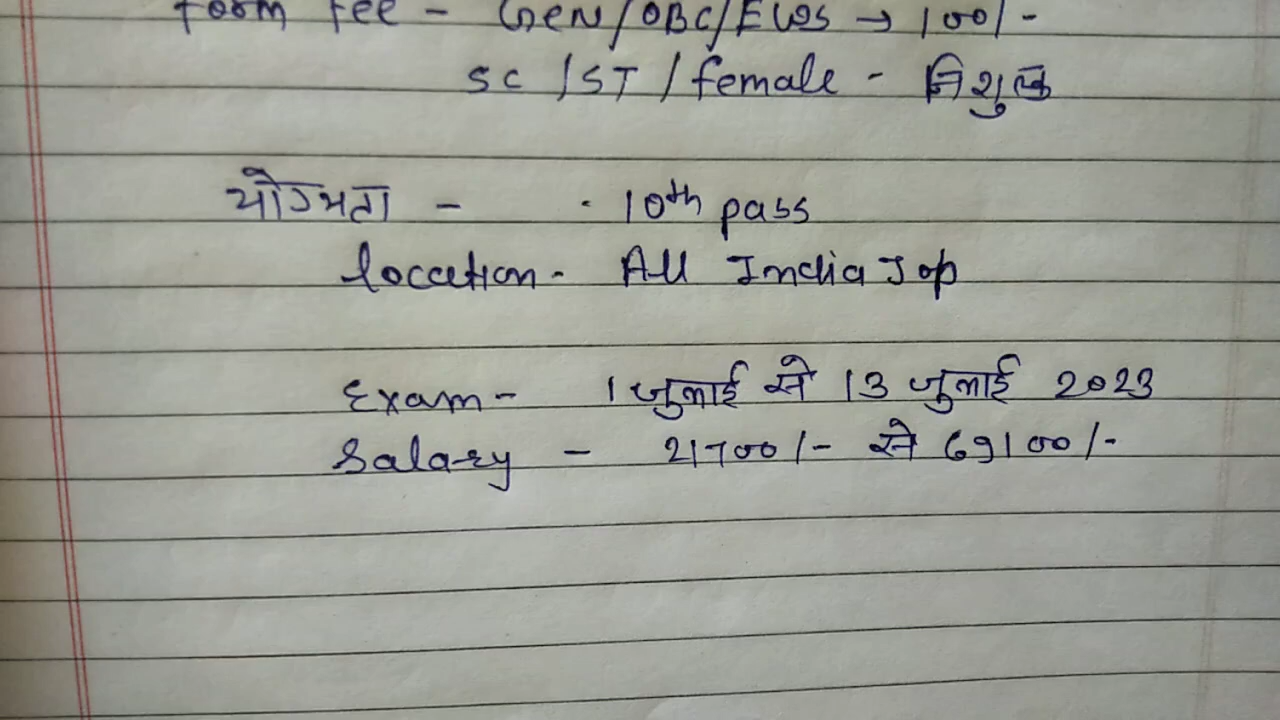 Form Fee - Gen/OBC/EWS → 100/-
SC /ST / female - निशुल्क
योग्यता - · 10th pass
location - All India Jop
Exam - 1 जुलाई से 13 जुलाई 2023
Salary - 21700/- से 69100/-